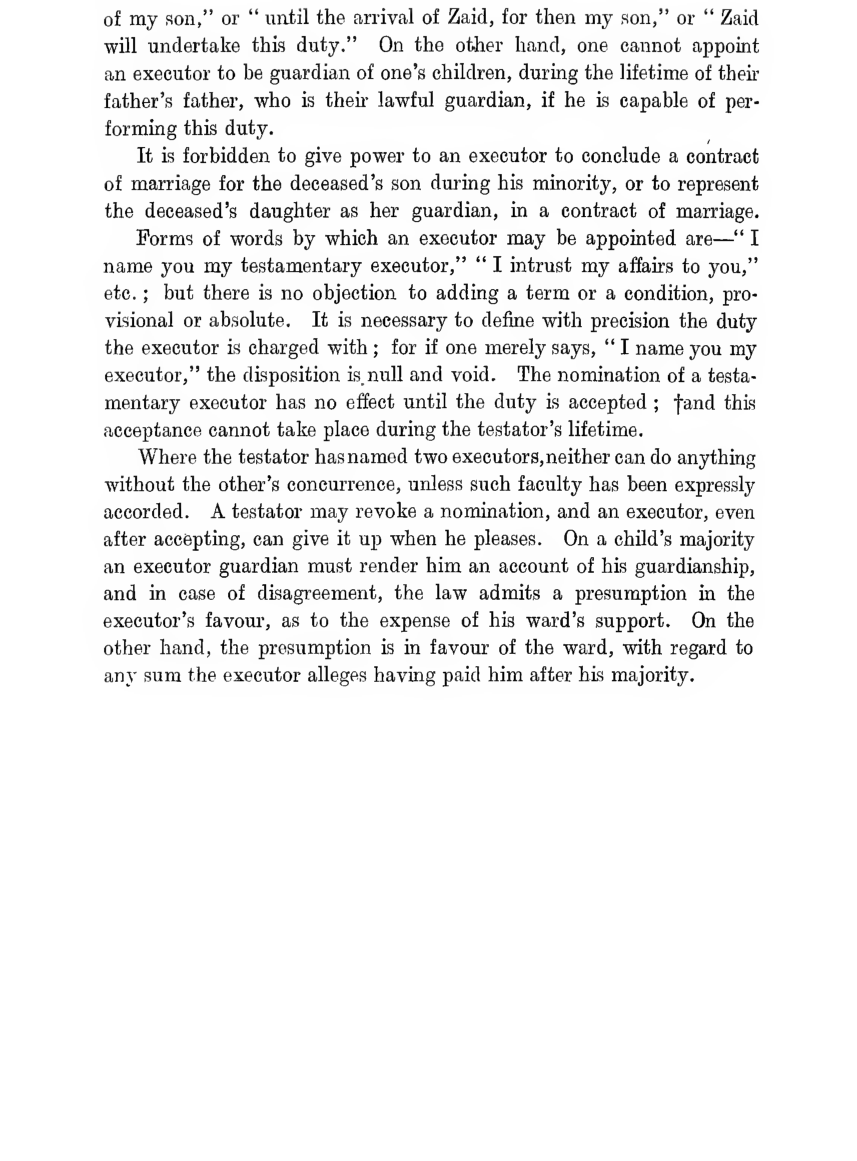 of my son,” or “ until the arrival of Zaid, for then my son,” or “ Zaid
will undertake this duty.” On the other hand, one cannot appoint
an executor to be guardian of one’s children, during the lifetime of their
father’s father, who is their lawful guardian, if he is capable of per-
forming this duty.
It is forbidden to give power to an executor to conclude a contract
of marriage for the deceased’s son during his minority, or to represent
the deceased’s daughter as her guardian, in a contract of marriage.
Forms of words by which an executor may be appointed are—“ I
name you my testamentary executor,” “ I intrust my affairs to you,”
etc. ; but there is no objection to adding a term or a condition, pro-
visional or absolute. It is necessary to define with precision the duty
the executor is charged with ; for if one merely says, “ I name you my
executor,” the disposition is null and void. The nomination of a testa-
mentary executor has no effect until the duty is accepted ; †and this
acceptance cannot take place during the testator’s lifetime.
Where the testator has named two executors, neither can do anything
without the other’s concurrence, unless such faculty has been expressly
accorded. A testator may revoke a nomination, and an executor, even
after accepting, can give it up when he pleases. On a child’s majority
an executor guardian must render him an account of his guardianship,
and in case of disagreement, the law admits a presumption in the
executor’s favour, as to the expense of his ward’s support. On the
other hand, the presumption is in favour of the ward, with regard to
any sum the executor alleges having paid him after his majority.